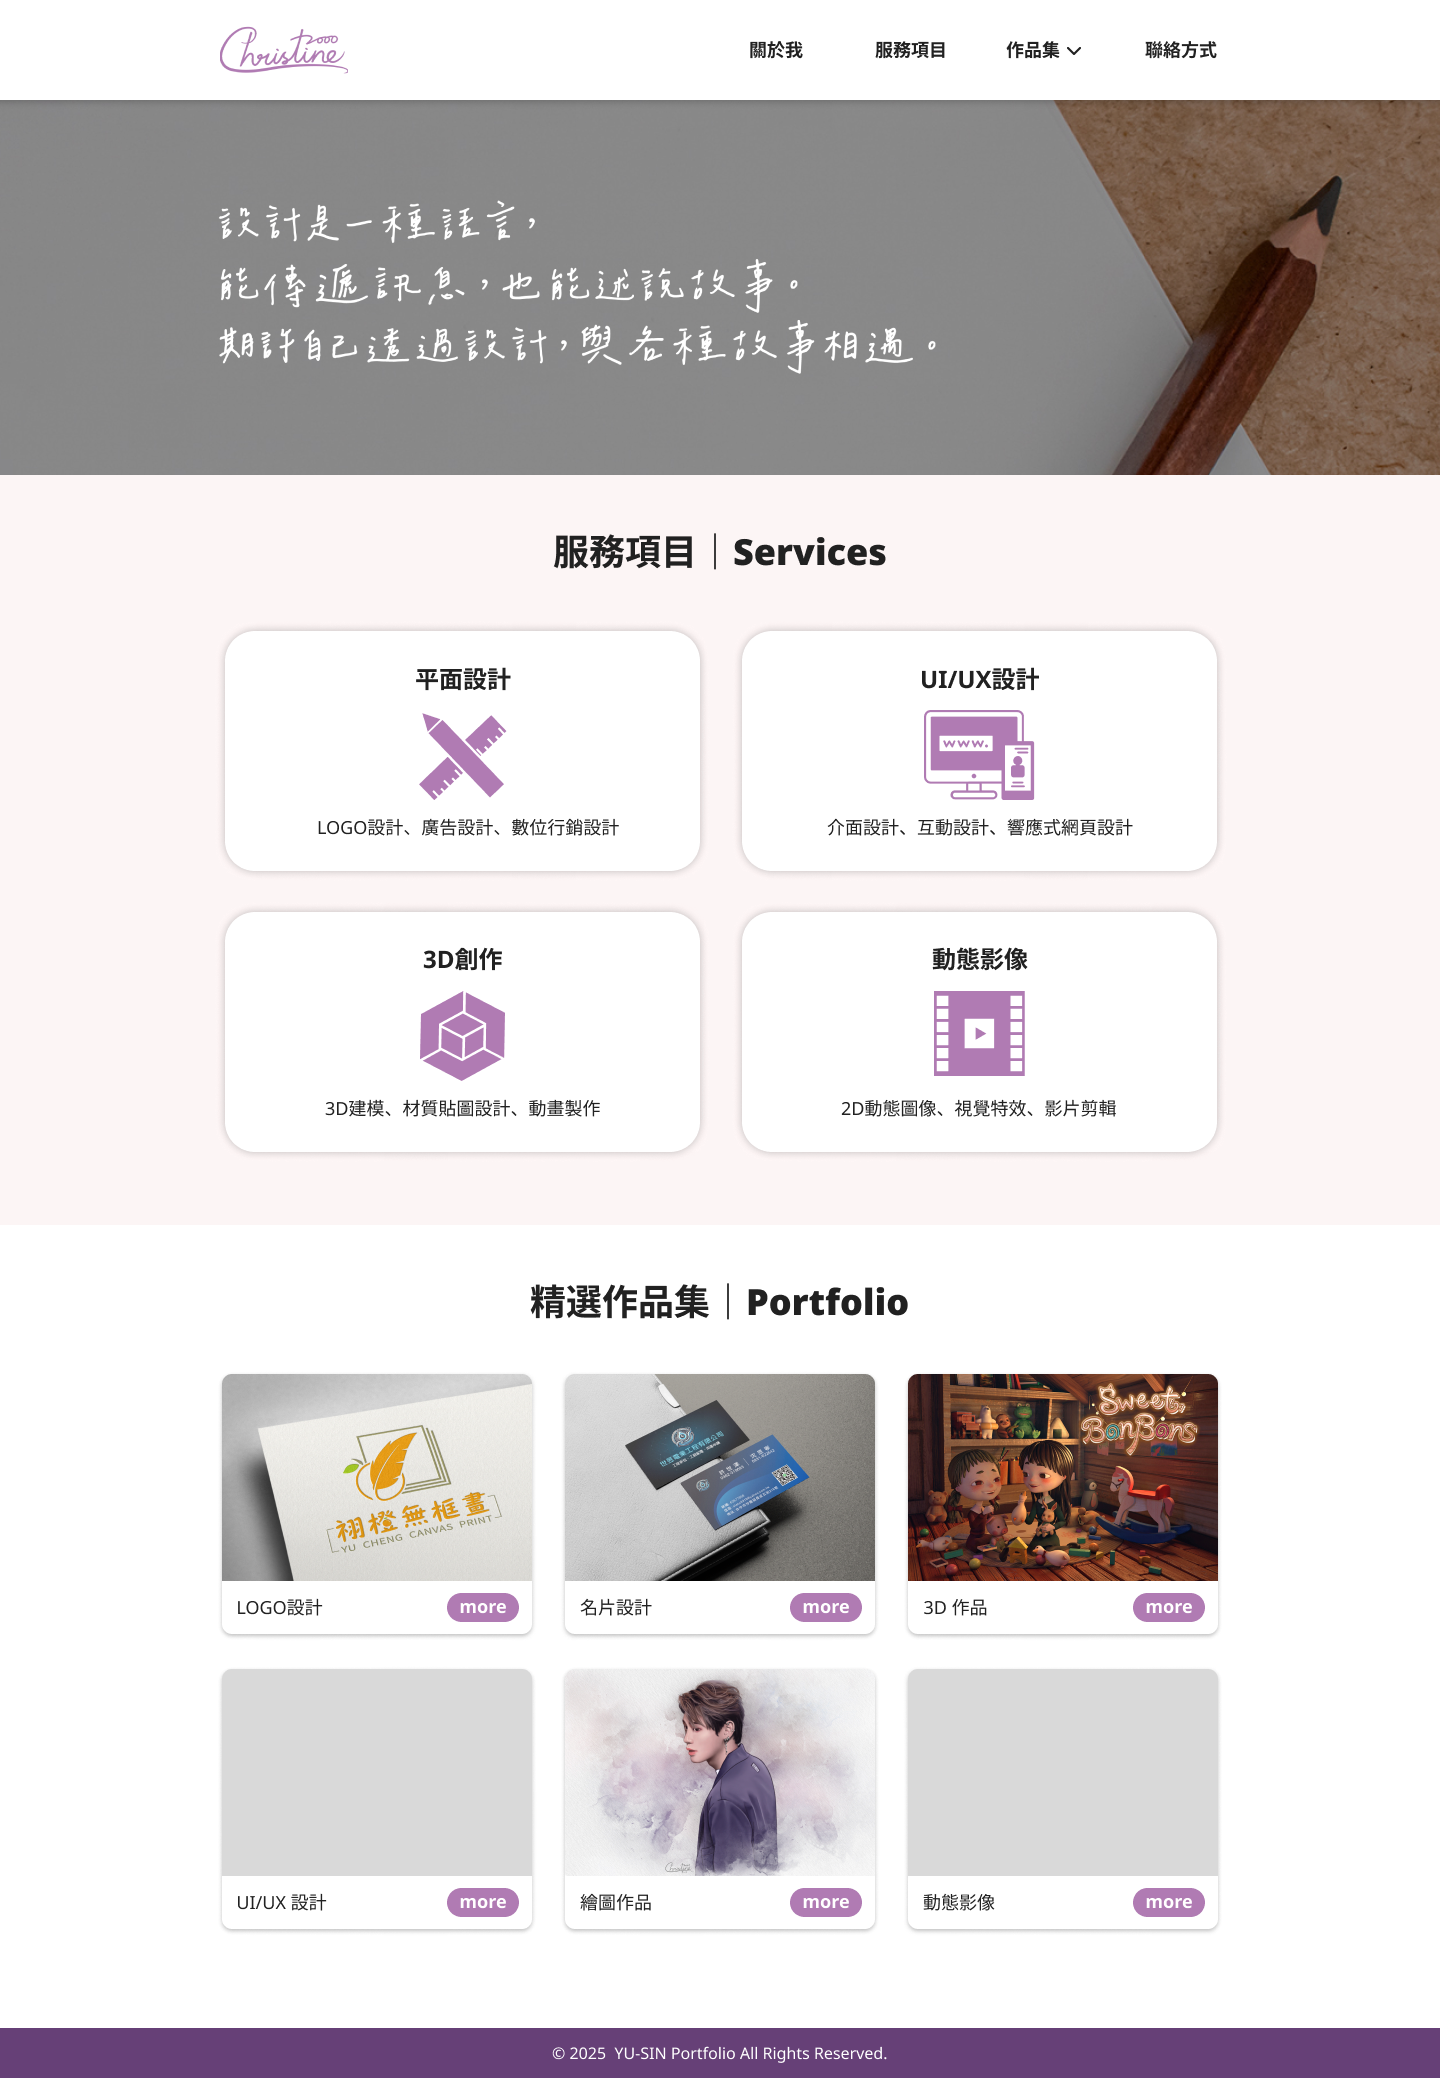 Christine
關於我
服務項目
作品集
聯絡方式
設計是一種語言，
能傳遞訊息，也能述說故事。
期許自己透過設計，與各種故事相遇。
服務項目｜Services
平面設計
LOGO設計、廣告設計、數位行銷設計
UI/UX設計
www.
介面設計、互動設計、響應式網頁設計
3D創作
3D建模、材質貼圖設計、動畫製作
動態影像
2D動態圖像、視覺特效、影片剪輯
精選作品集｜Portfolio
栩橙無框畫
YU CHENG CANVAS PRINT
LOGO設計
more
名片設計
more
Sweet
BonBons
3D 作品
more
UI/UX 設計
more
繪圖作品
more
動態影像
more
© 2025  YU-SIN Portfolio All Rights Reserved.